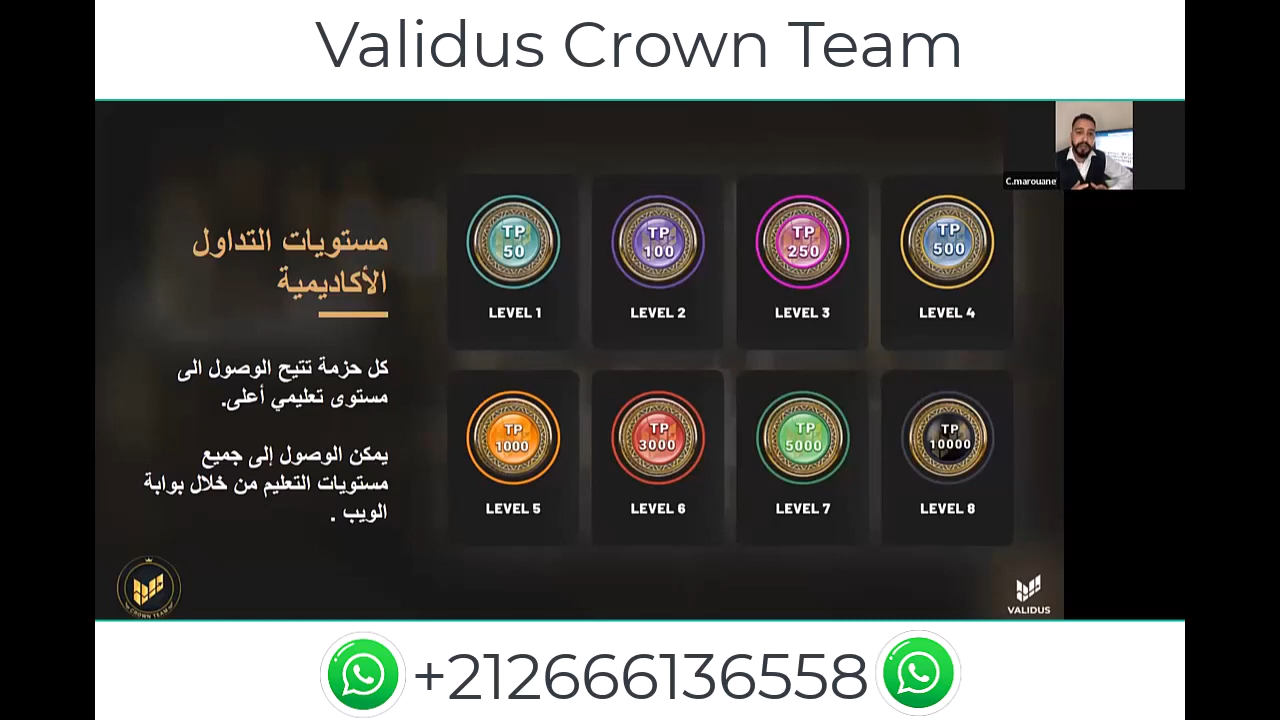 Validus Crown Team
C.marouane
مستويات التداول
الأكاديمية
كل حزمة تتيح الوصول الى
مستوى تعليمي أعلى.
يمكن الوصول إلى جميع
مستويات التعليم من خلال بوابة
الويب .
TP
50
LEVEL 1
TP
100
LEVEL 2
TP
250
LEVEL 3
TP
500
LEVEL 4
TP
1000
LEVEL 5
TP
3000
LEVEL 6
TP
5000
LEVEL 7
TP
10000
LEVEL 8
CROWN TEAM
VALIDUS
+212666136558